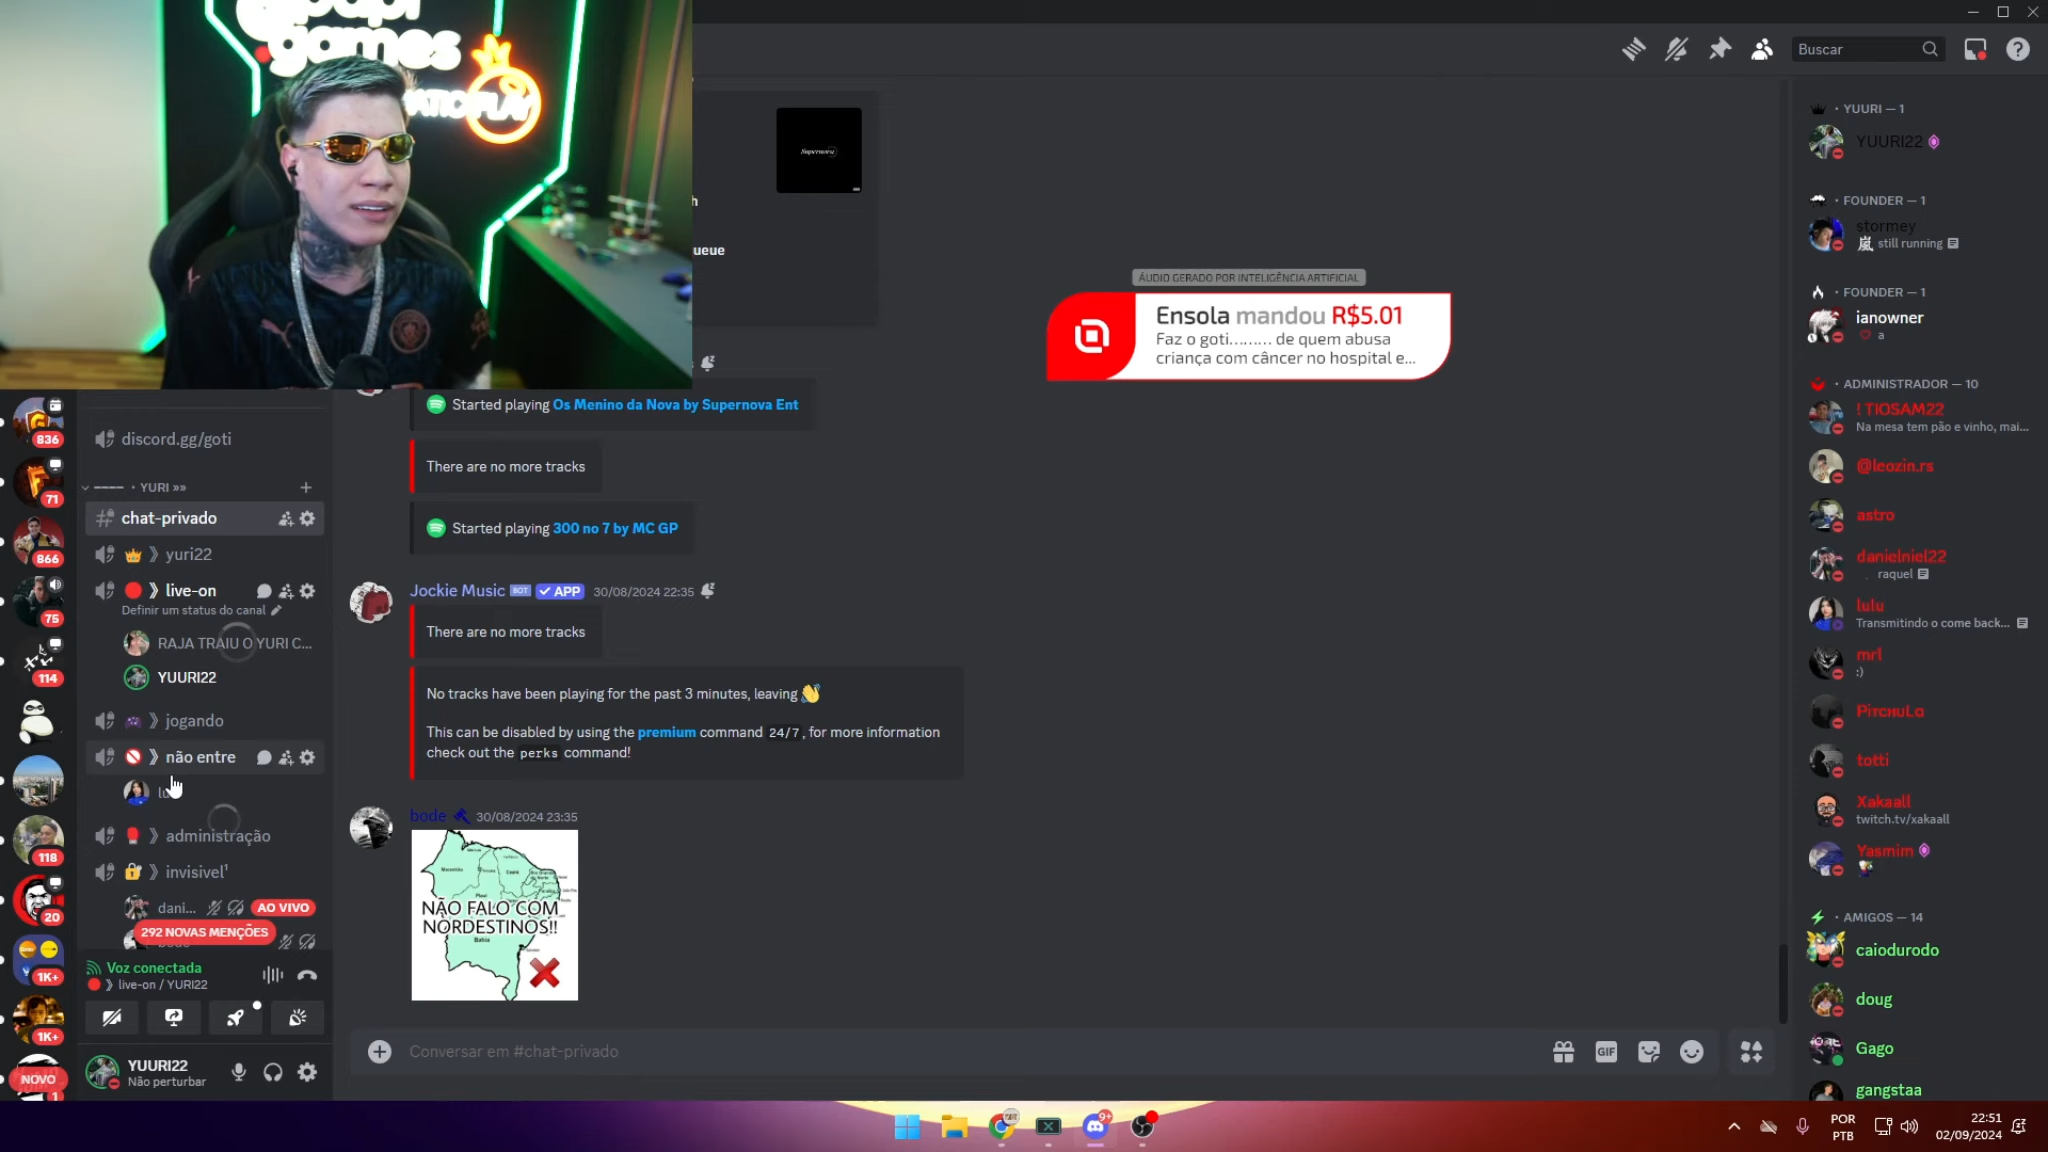 games
Buscar
YUURI — 1
YUURI22
FOUNDER — 1
stormey
嵐 still running
FOUNDER — 1
ianowner
a
ADMINISTRADOR — 10
! TIOSAM22
Na mesa tem pão e vinho, mai...
@leozin.rs
astro
danielniel22
raquel
lulu
Transmitindo o come back...
mrl
:)
totti
Xakaall
twitch.tv/xakaall
Yasmim
AMIGOS — 14
caiodurodo
doug
Gago
gangstaa
Supernova
h
ueue
ÁUDIO GERADO POR INTELIGÊNCIA ARTIFICIAL
Ensola mandou R$5.01
Faz o goti......... de quem abusa
criança com câncer no hospital e...
Started playing Os Menino da Nova by Supernova Ent
There are no more tracks
Started playing 300 no 7 by MC GP
Jockie Music BOT ✓ APP 30/08/2024 22:35
There are no more tracks
No tracks have been playing for the past 3 minutes, leaving 👋
This can be disabled by using the premium command 24/7, for more information
check out the perks command!
bode 30/08/2024 23:35
NÃO FALO COM
NORDESTINOS!!
Bahia
Conversar em #chat-privado
GIF
836
71
866
75
114
118
20
1K+
1K+
NOVO
1
discord.gg/goti
YURI »»
chat-privado
》 yuri22
》 live-on
Definir um status do canal
RAJA TRAIU O YURI C...
YUURI22
》 jogando
》 não entre
》 administração
》 invisivel¹
dani... AO VIVO
292 NOVAS MENÇÕES
Voz conectada
》 live-on / YURI22
YUURI22
Não perturbar
9+
POR
PTB
22:51
02/09/2024